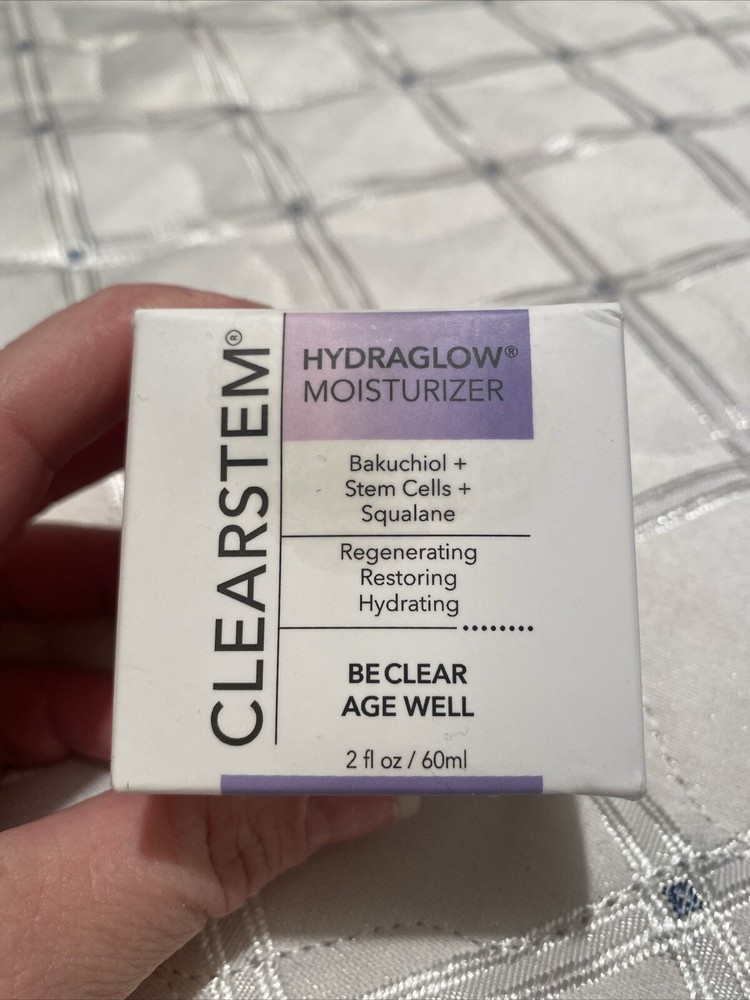 CLEARSTEM®
HYDRAGLOW®
MOISTURIZER
Bakuchiol +
Stem Cells +
Squalane
Regenerating
Restoring
Hydrating
BE CLEAR
AGE WELL
2 fl oz / 60ml